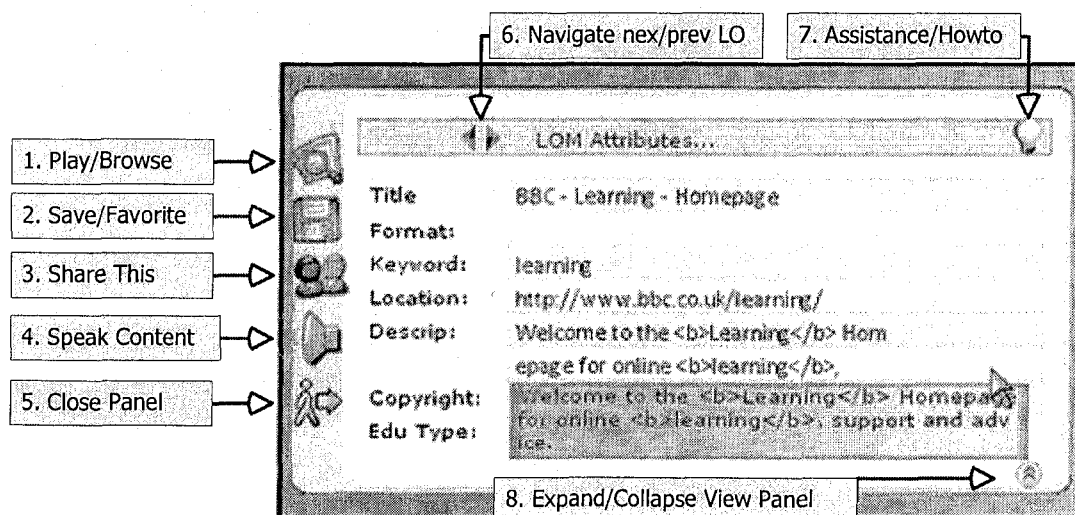 6. Navigate nex/prev LO
7. Assistance/Howto
LOM Attributes...
1. Play/Browse
2. Save/Favorite
3. Share This
4. Speak Content
5. Close Panel
Title BBC - Learning - Homepage
Format:
Keyword: learning
Location: http://www.bbc.co.uk/learning/
Descrip: Welcome to the <b>Learning</b> Hom
epage for online <b>learning</b>,
Copyright:
Edu Type:
Welcome to the <b>Learning</b> Homepage
for online <b>learning</b>, support and adv
ice.
8. Expand/Collapse View Panel